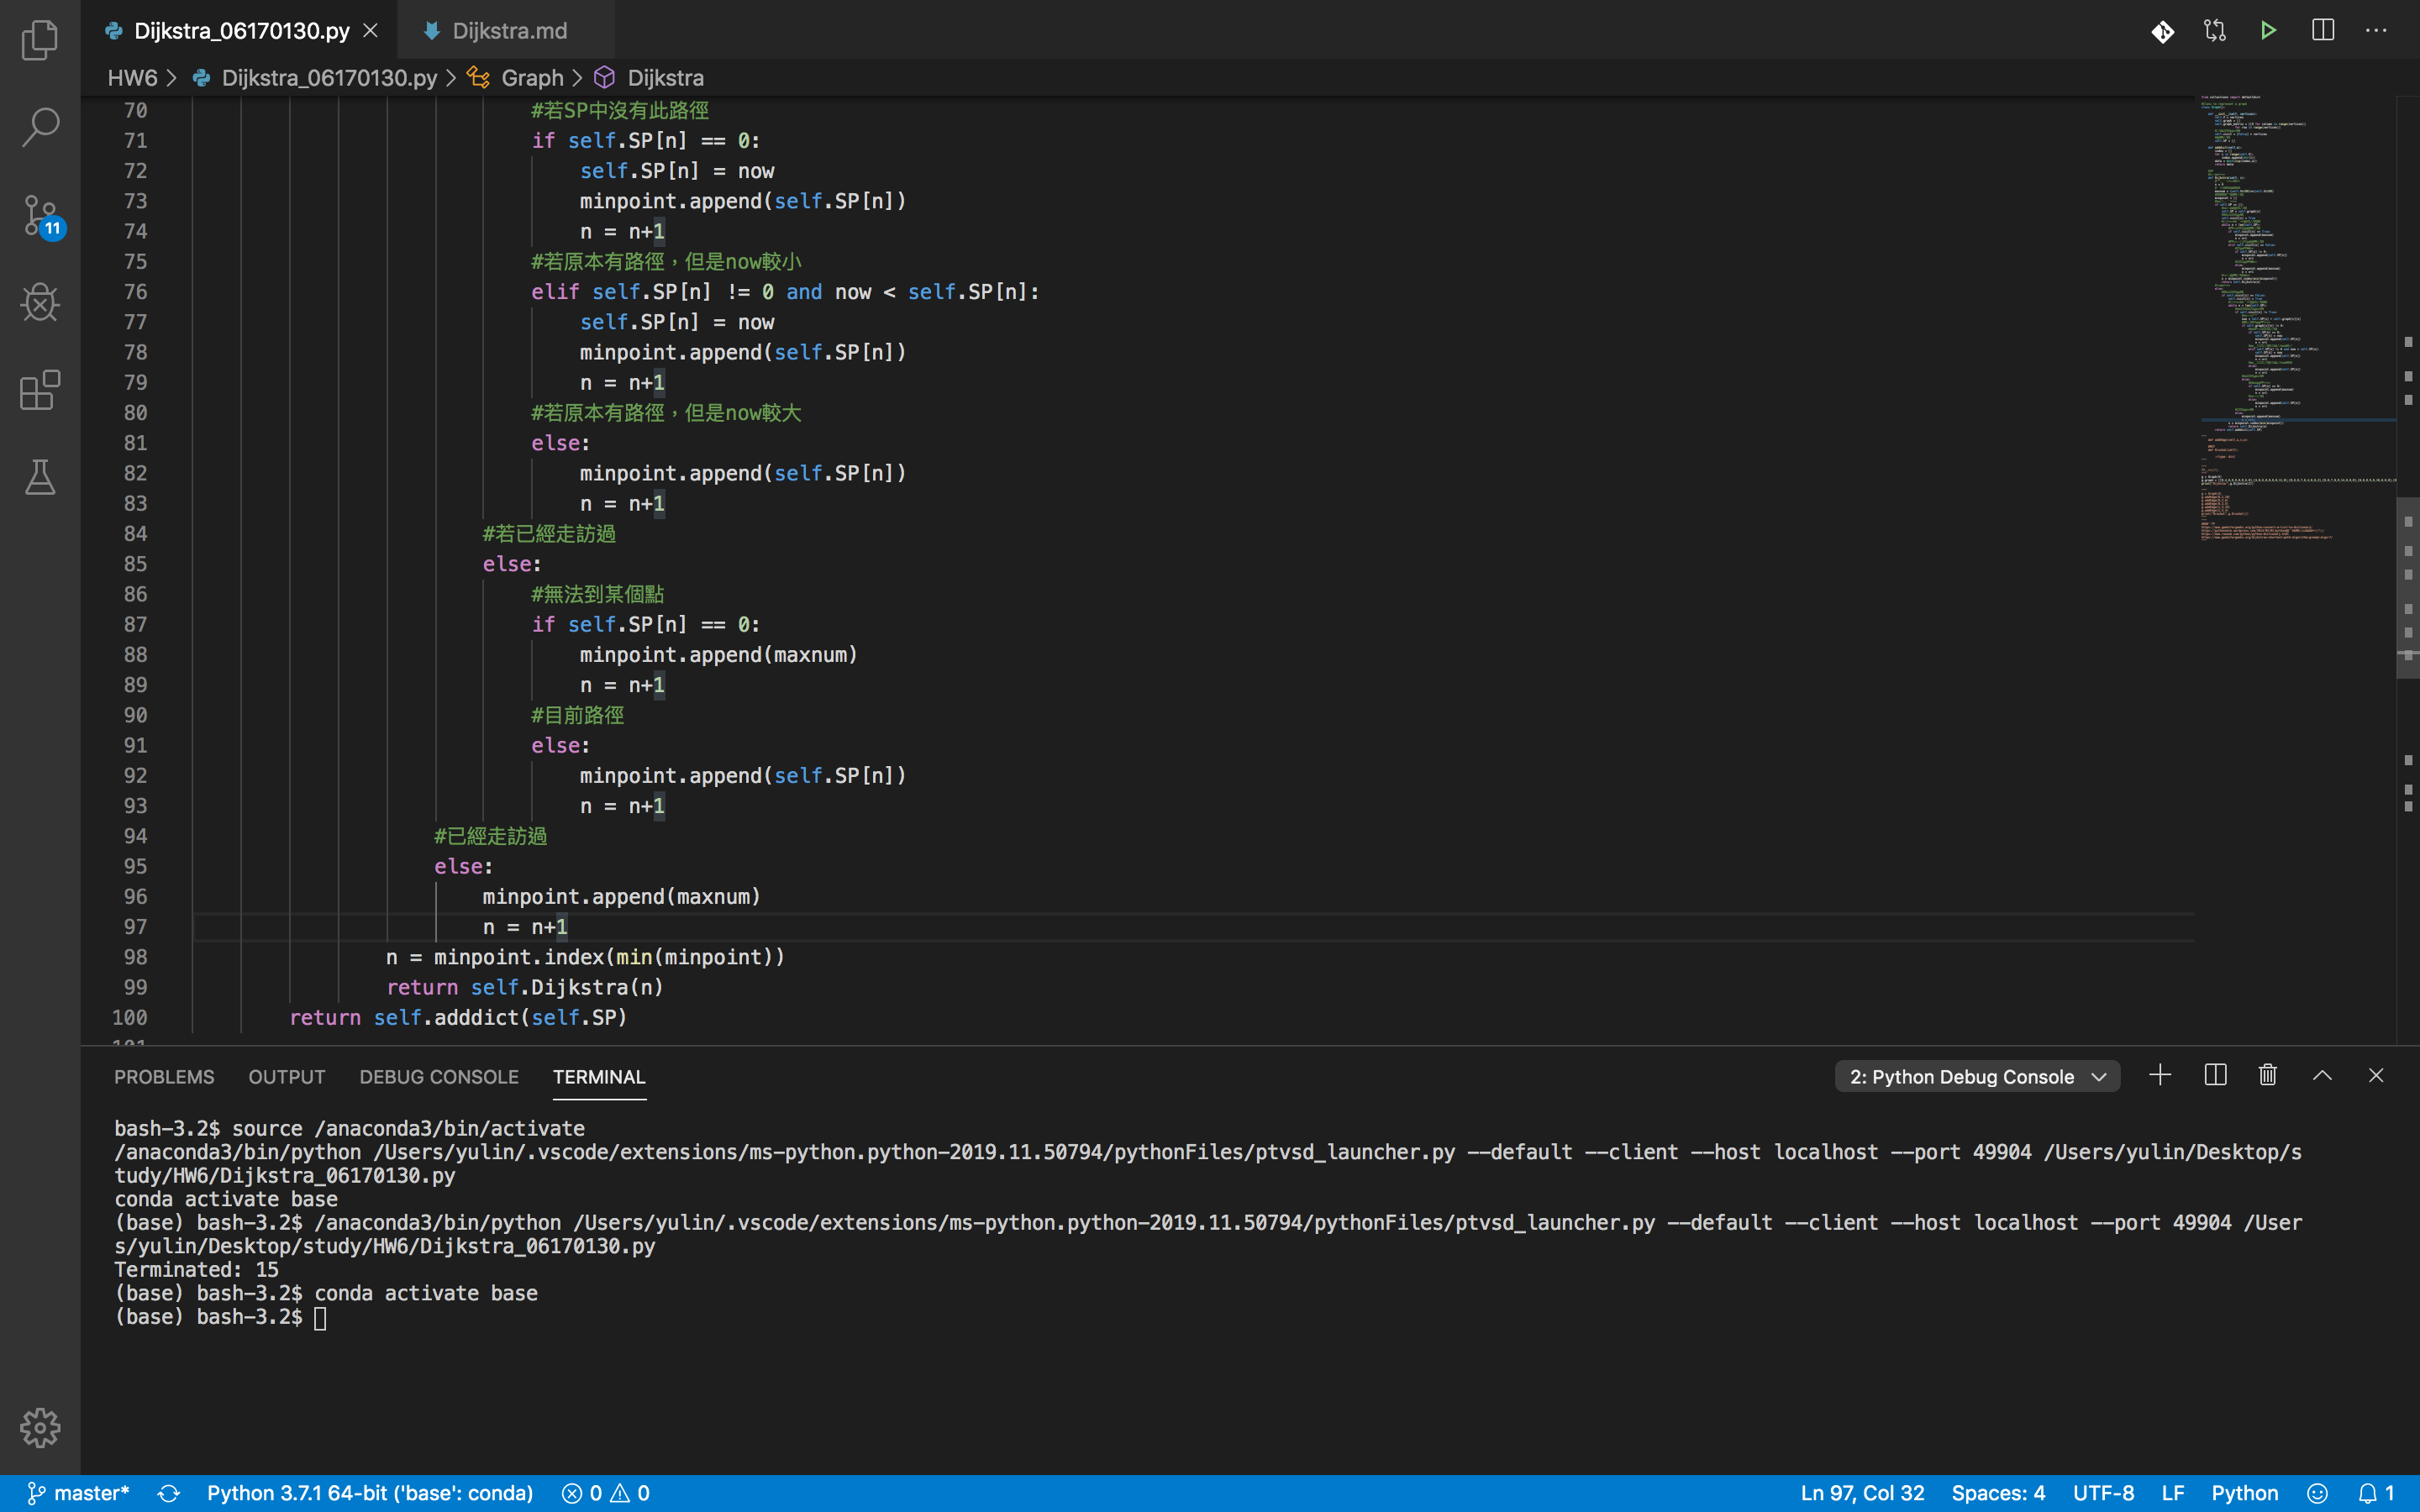 Dijkstra_06170130.py
Dijkstra.md
HW6 > Dijkstra_06170130.py > Graph > Dijkstra
70 #若SP中沒有此路徑
71 if self.SP[n] == 0:
72 self.SP[n] = now
73 minpoint.append(self.SP[n])
74 n = n+1
75 #若原本有路徑，但是now較小
76 elif self.SP[n] != 0 and now < self.SP[n]:
77 self.SP[n] = now
78 minpoint.append(self.SP[n])
79 n = n+1
80 #若原本有路徑，但是now較大
81 else:
82 minpoint.append(self.SP[n])
83 n = n+1
84 #若已經走訪過
85 else:
86 #無法到某個點
87 if self.SP[n] == 0:
88 minpoint.append(maxnum)
89 n = n+1
90 #目前路徑
91 else:
92 minpoint.append(self.SP[n])
93 n = n+1
94 #已經走訪過
95 else:
96 minpoint.append(maxnum)
97 n = n+1
98 n = minpoint.index(min(minpoint))
99 return self.Dijkstra(n)
100 return self.adddict(self.SP)
11
PROBLEMS OUTPUT DEBUG CONSOLE TERMINAL
2: Python Debug Console
bash-3.2$ source /anaconda3/bin/activate
/anaconda3/bin/python /Users/yulin/.vscode/extensions/ms-python.python-2019.11.50794/pythonFiles/ptvsd_launcher.py --default --client --host localhost --port 49904 /Users/yulin/Desktop/s
tudy/HW6/Dijkstra_06170130.py
conda activate base
(base) bash-3.2$ /anaconda3/bin/python /Users/yulin/.vscode/extensions/ms-python.python-2019.11.50794/pythonFiles/ptvsd_launcher.py --default --client --host localhost --port 49904 /User
s/yulin/Desktop/study/HW6/Dijkstra_06170130.py
Terminated: 15
(base) bash-3.2$ conda activate base
(base) bash-3.2$
master* Python 3.7.1 64-bit ('base': conda) 0 0 Ln 97, Col 32 Spaces: 4 UTF-8 LF Python 1